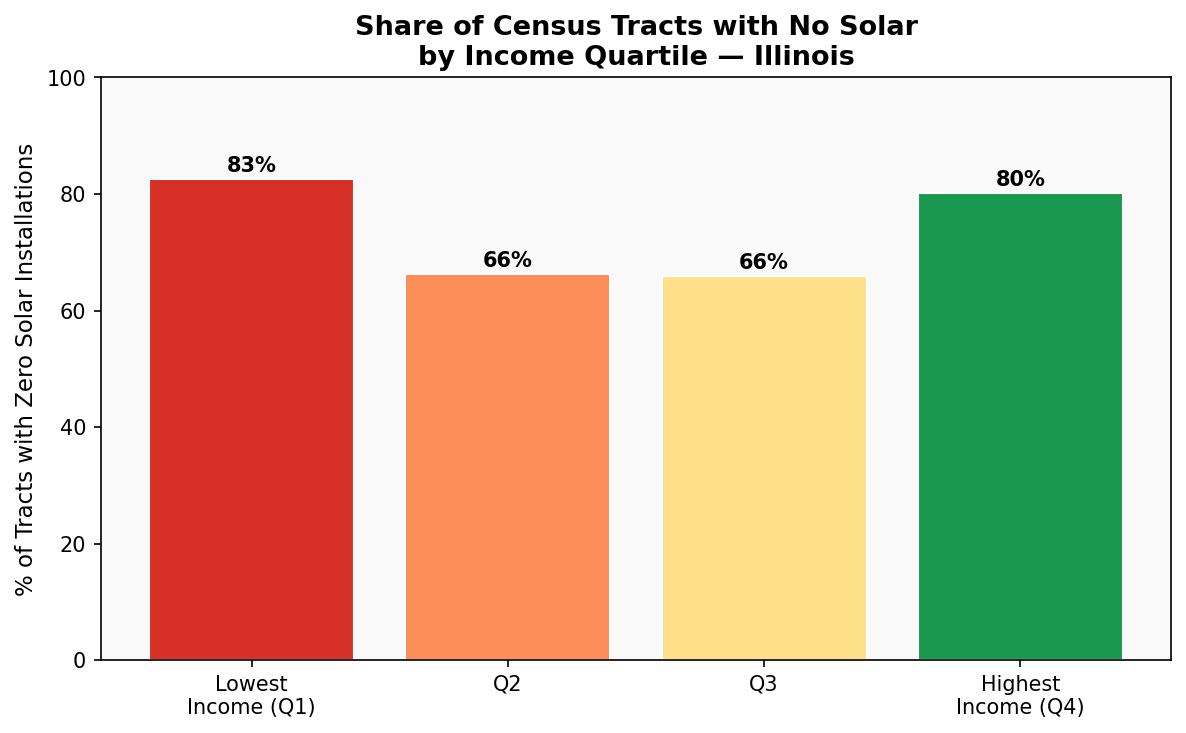 Share of Census Tracts with No Solar
by Income Quartile — Illinois
% of Tracts with Zero Solar Installations
100
80
60
40
20
0
83%
66%
66%
80%
Lowest
Income (Q1)
Q2
Q3
Highest
Income (Q4)